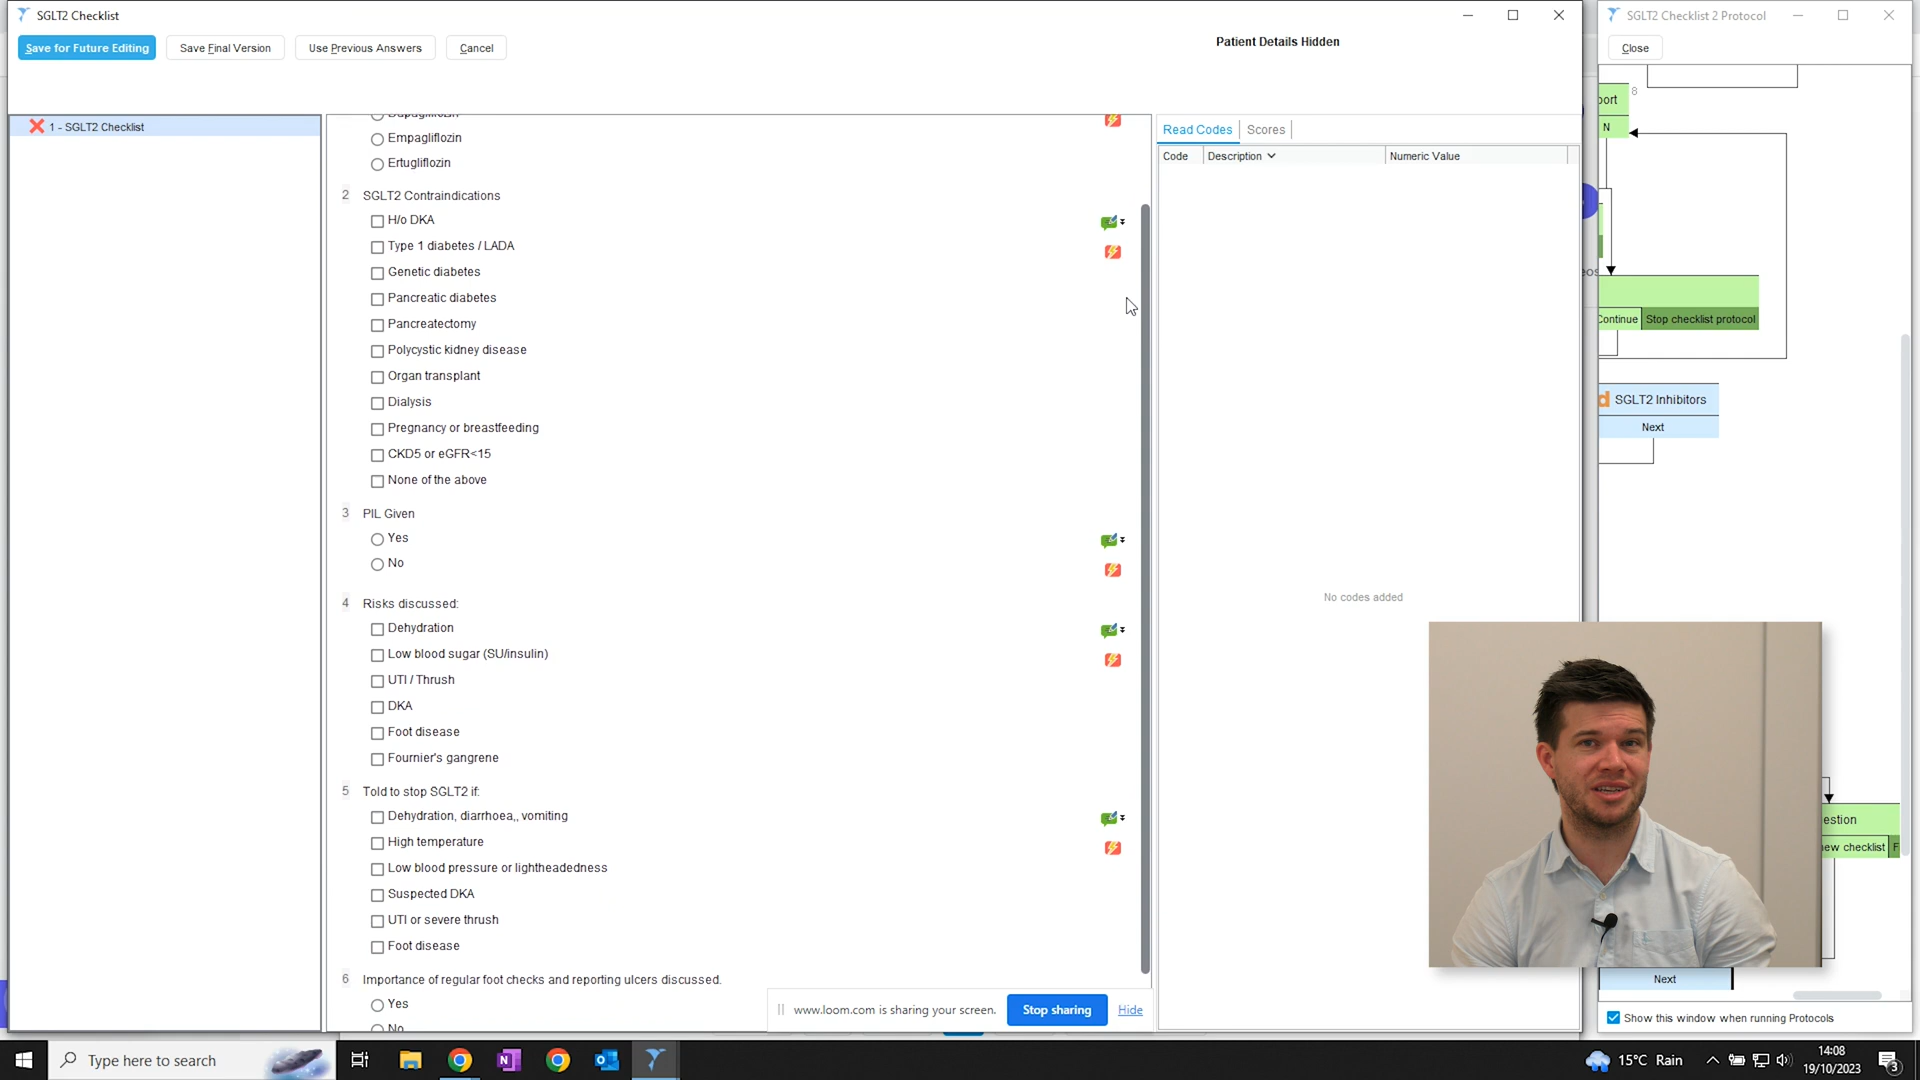 SGLT2 Checklist
Save for Future Editing
Save Final Version
Use Previous Answers
Cancel
Patient Details Hidden
1 - SGLT2 Checklist
Dapagliflozin
Empagliflozin
Ertugliflozin
2 SGLT2 Contraindications
H/o DKA
Type 1 diabetes / LADA
Genetic diabetes
Pancreatic diabetes
Pancreatectomy
Polycystic kidney disease
Organ transplant
Dialysis
Pregnancy or breastfeeding
CKD5 or eGFR<15
None of the above
3 PIL Given
Yes
No
4 Risks discussed:
Dehydration
Low blood sugar (SU/insulin)
UTI / Thrush
DKA
Foot disease
Fournier's gangrene
5 Told to stop SGLT2 if:
Dehydration, diarrhoea,, vomiting
High temperature
Low blood pressure or lightheadedness
Suspected DKA
UTI or severe thrush
Foot disease
6 Importance of regular foot checks and reporting ulcers discussed.
Yes
No
Read Codes
Scores
Code Description Numeric Value
No codes added
www.loom.com is sharing your screen.
Stop sharing
Hide
SGLT2 Checklist 2 Protocol
Close
port
8
N
Continue
Stop checklist protocol
d SGLT2 Inhibitors
Next
estion
new checklist
F
Next
Show this window when running Protocols
Type here to search
15°C Rain
14:08
19/10/2023
3